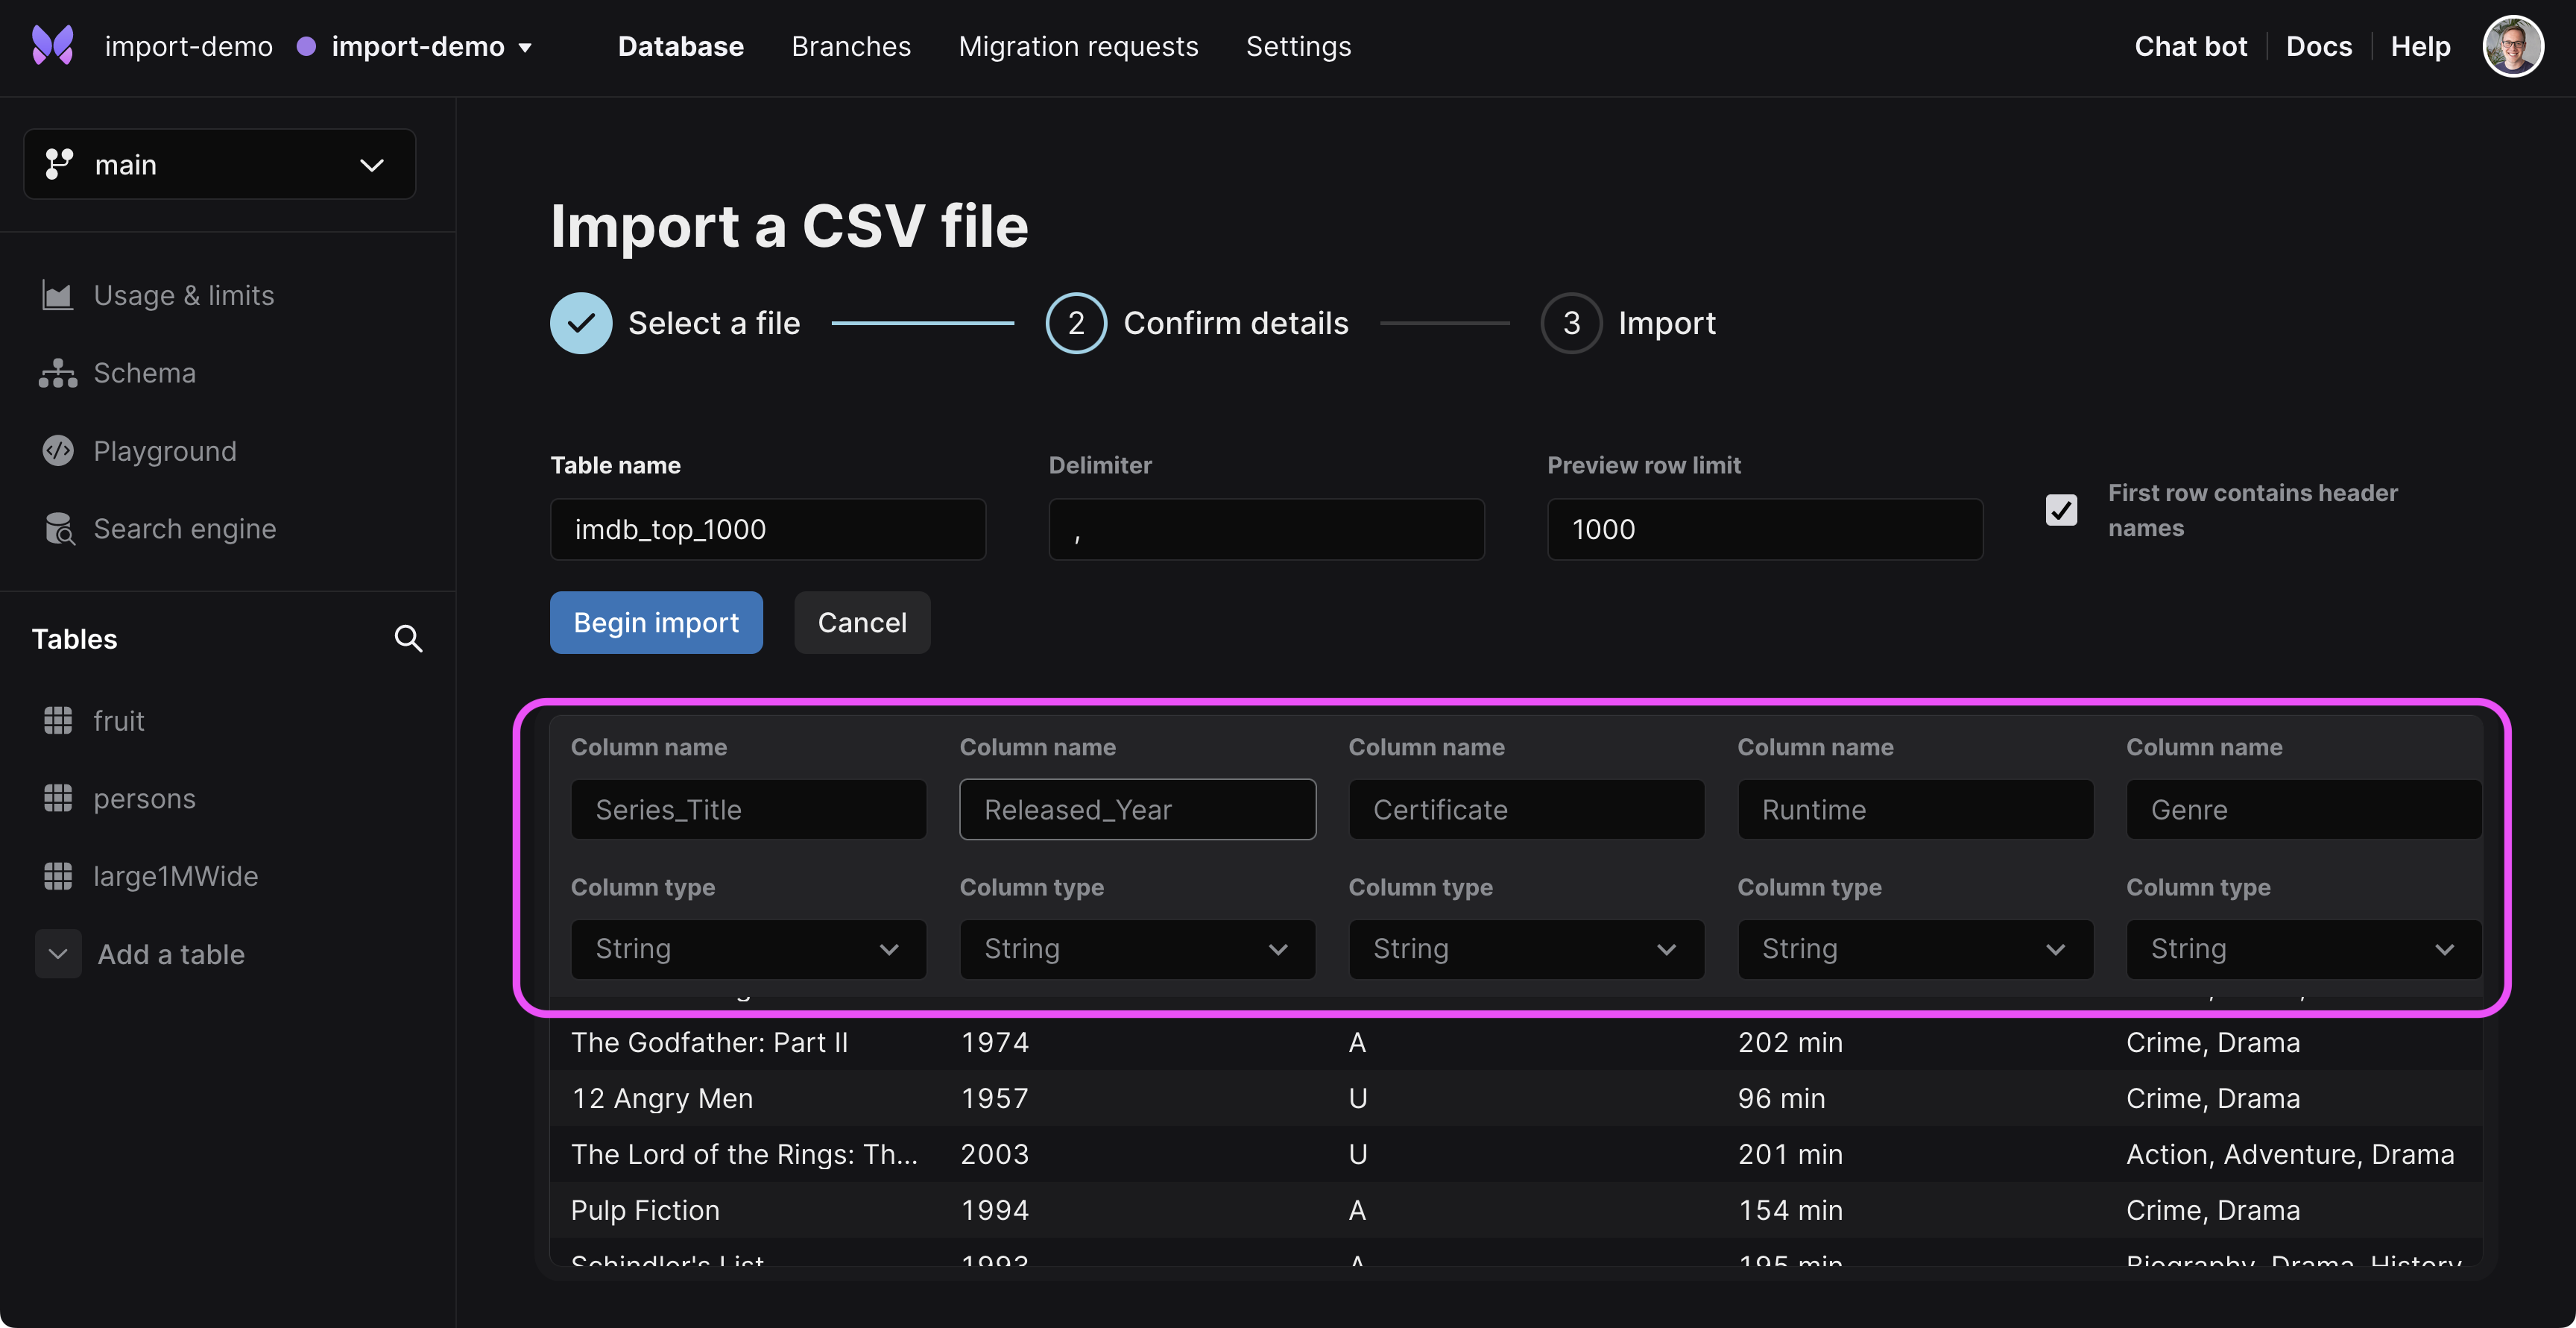 import-demo import-demo Database Branches Migration requests Settings Chat bot Docs Help
main
Import a CSV file
Select a file 2 Confirm details 3 Import
Usage & limits
Schema
Playground
Search engine
Table name Delimiter Preview row limit
First row contains header
names
imdb_top_1000 , 1000
Begin import Cancel
Tables
fruit
persons
large1MWide
Add a table
Column name Column name Column name Column name Column name
Series_Title Released_Year Certificate Runtime Genre
Column type Column type Column type Column type Column type
String String String String String
The Godfather: Part II 1974 A 202 min Crime, Drama
12 Angry Men 1957 U 96 min Crime, Drama
The Lord of the Rings: Th... 2003 U 201 min Action, Adventure, Drama
Pulp Fiction 1994 A 154 min Crime, Drama
Schindler's List 1993 A 195 min Biography, Drama, History